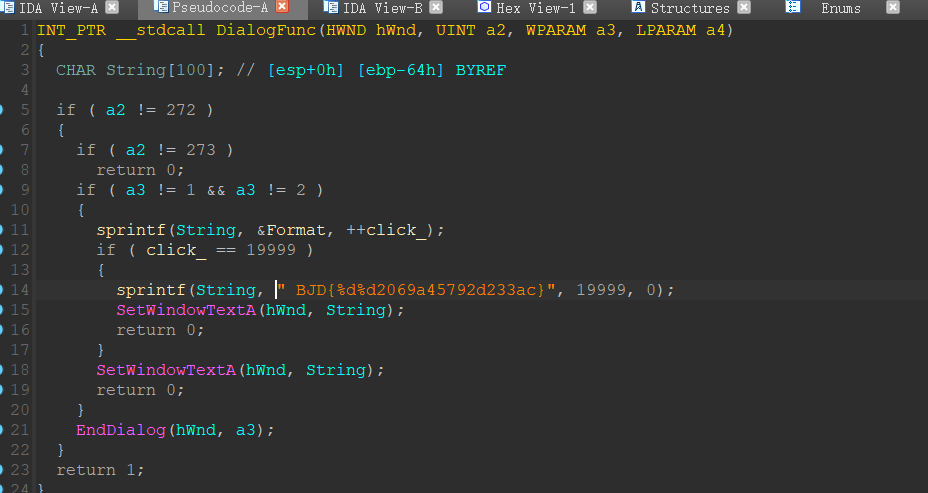 IDA View-A Pseudocode-A IDA View-B Hex View-1 Structures Enums
1 INT_PTR __stdcall DialogFunc(HWND hWnd, UINT a2, WPARAM a3, LPARAM a4)
2 {
3 CHAR String[100]; // [esp+0h] [ebp-64h] BYREF
4
5 if ( a2 != 272 )
6 {
7 if ( a2 != 273 )
8 return 0;
9 if ( a3 != 1 && a3 != 2 )
10 {
11 sprintf(String, &Format, ++click_);
12 if ( click_ == 19999 )
13 {
14 sprintf(String, " BJD{%d%d2069a45792d233ac}", 19999, 0);
15 SetWindowTextA(hWnd, String);
16 return 0;
17 }
18 SetWindowTextA(hWnd, String);
19 return 0;
20 }
21 EndDialog(hWnd, a3);
22 }
23 return 1;
24 }